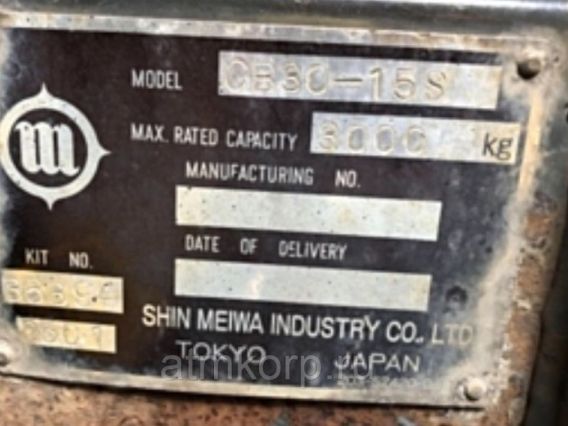 MODEL CB30-15S
MAX. RATED CAPACITY 3000 kg
MANUFACTURING NO.
DATE OF DELIVERY
KIT NO.
SHIN MEIWA INDUSTRY CO., LTD
TOKYO JAPAN